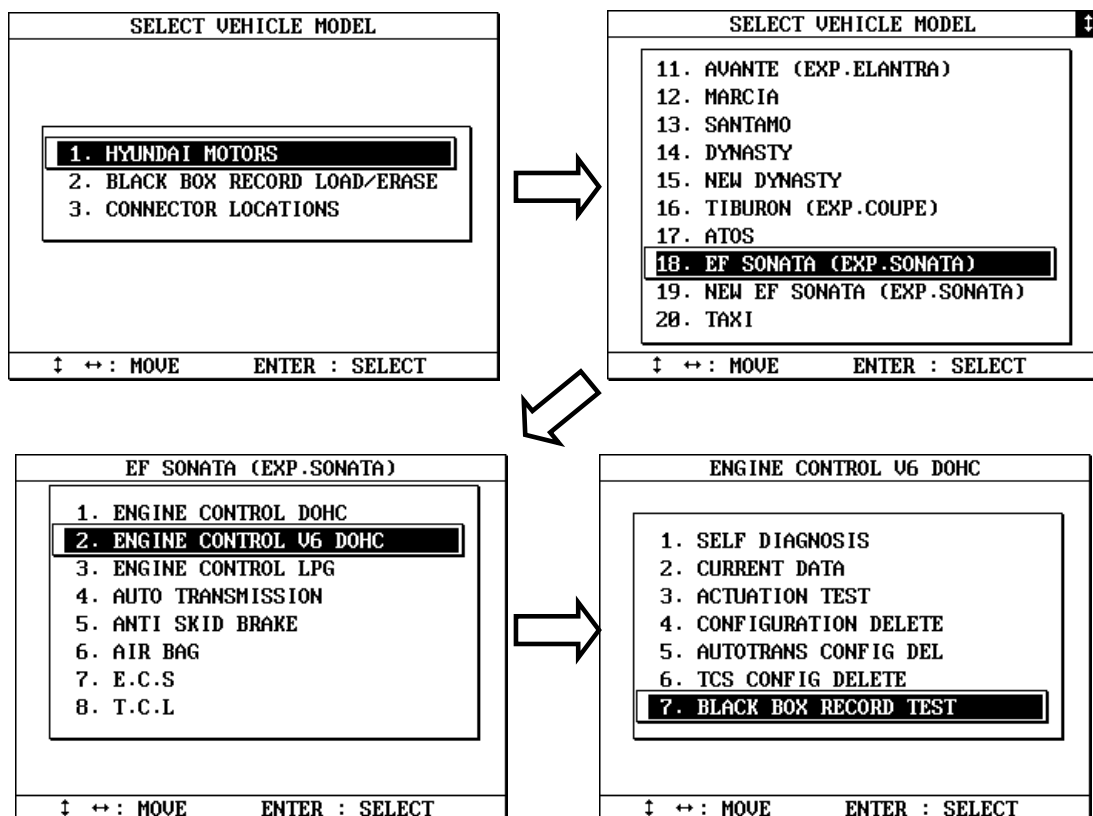 SELECT VEHICLE MODEL
1. HYUNDAI MOTORS
2. BLACK BOX RECORD LOAD/ERASE
3. CONNECTOR LOCATIONS
↕ ↔: MOVE ENTER : SELECT
SELECT VEHICLE MODEL ↕
11. AVANTE (EXP.ELANTRA)
12. MARCIA
13. SANTAMO
14. DYNASTY
15. NEW DYNASTY
16. TIBURON (EXP.COUPE)
17. ATOS
18. EF SONATA (EXP.SONATA)
19. NEW EF SONATA (EXP.SONATA)
20. TAXI
↕ ↔: MOVE ENTER : SELECT
EF SONATA (EXP.SONATA)
1. ENGINE CONTROL DOHC
2. ENGINE CONTROL V6 DOHC
3. ENGINE CONTROL LPG
4. AUTO TRANSMISSION
5. ANTI SKID BRAKE
6. AIR BAG
7. E.C.S
8. T.C.L
↕ ↔: MOVE ENTER : SELECT
ENGINE CONTROL V6 DOHC
1. SELF DIAGNOSIS
2. CURRENT DATA
3. ACTUATION TEST
4. CONFIGURATION DELETE
5. AUTOTRANS CONFIG DEL
6. TCS CONFIG DELETE
7. BLACK BOX RECORD TEST
↕ ↔: MOVE ENTER : SELECT